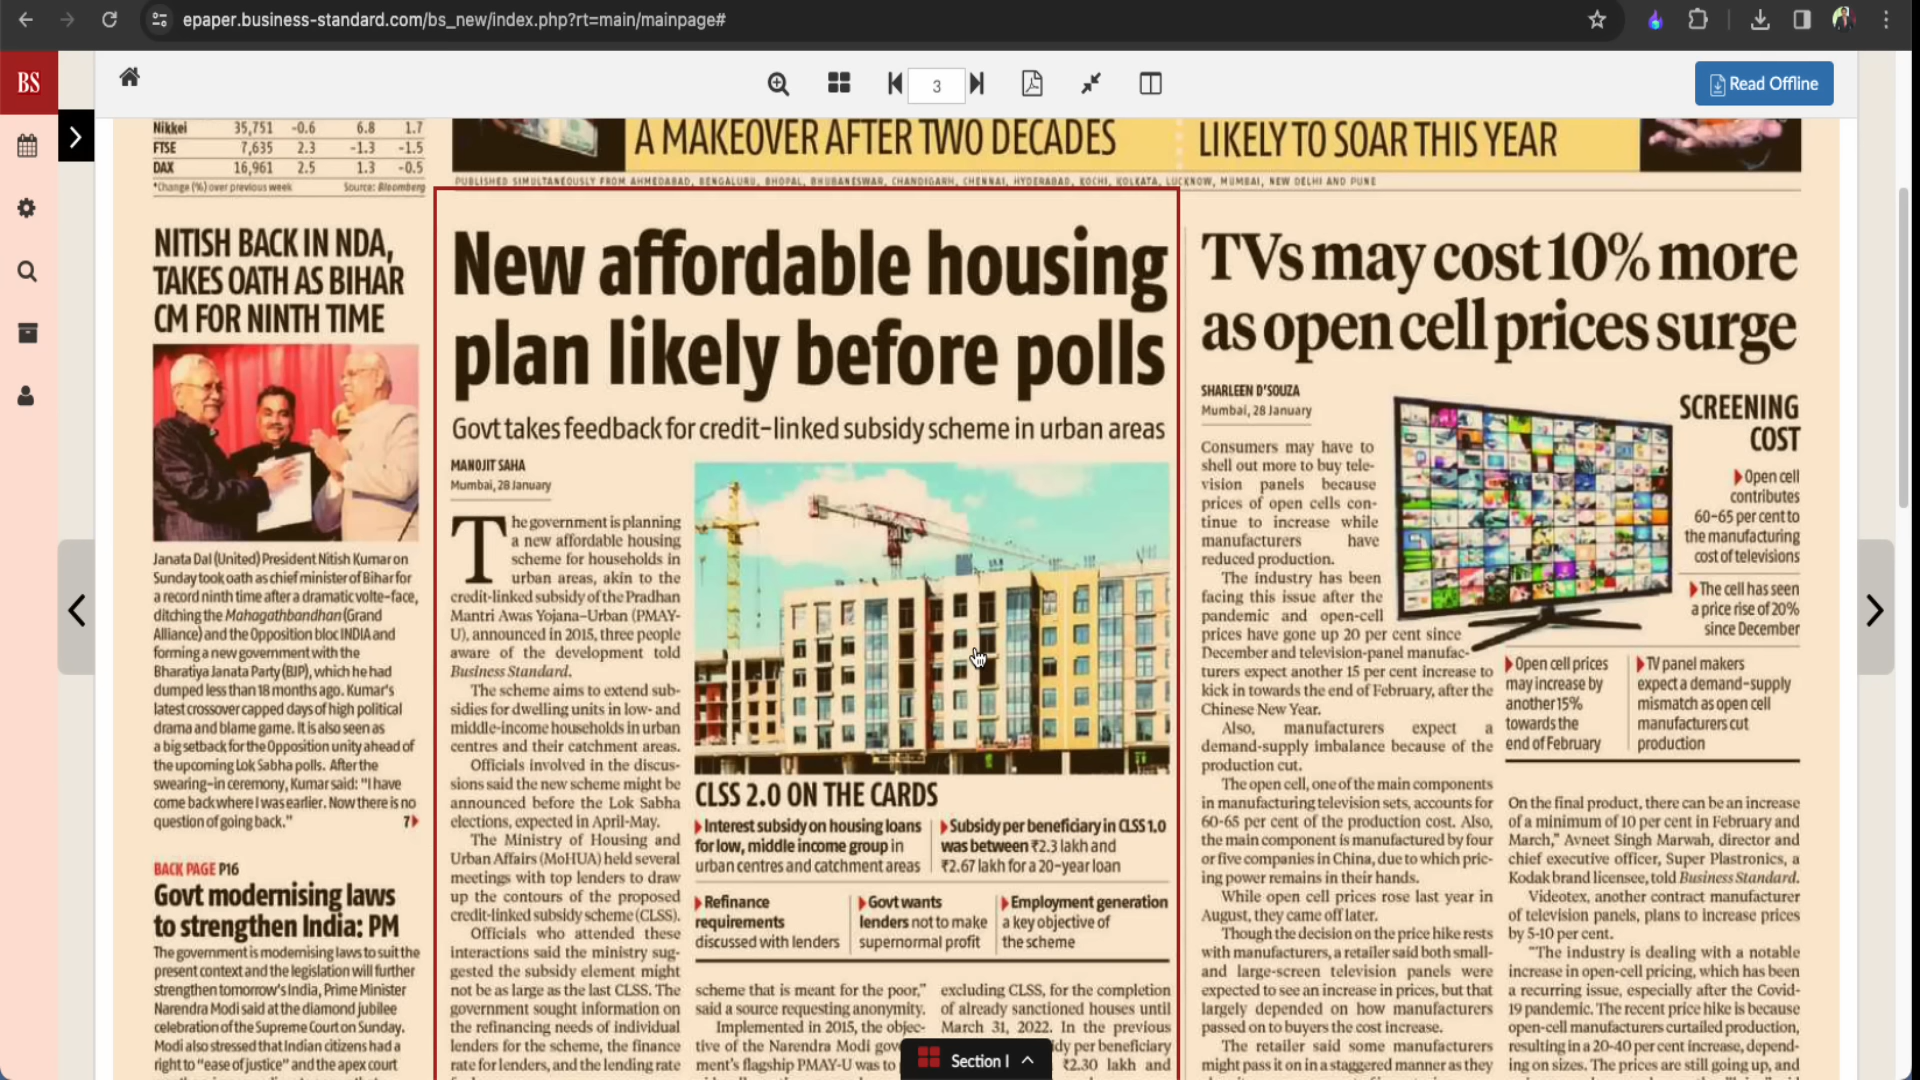 epaper.business-standard.com/bs_new/index.php?rt=main/mainpage#
BS
3
Read Offline
Nikkei 35,751 -0.6 6.8 1.7
FTSE 7,635 2.3 -1.3 -1.5
DAX 16,961 2.5 1.3 -0.5
*Change (%) over previous week Source: Bloomberg
A MAKEOVER AFTER TWO DECADES
LIKELY TO SOAR THIS YEAR
PUBLISHED SIMULTANEOUSLY FROM AHMEDABAD, BENGALURU, BHOPAL, BHUBANESWAR, CHANDIGARH, CHENNAI, HYDERABAD, KOCHI, KOLKATA, LUCKNOW, MUMBAI, NEW DELHI AND PUNE
NITISH BACK IN NDA,
TAKES OATH AS BIHAR
CM FOR NINTH TIME
Janata Dal (United) President Nitish Kumar on
Sunday took oath as chief minister of Bihar for
a record ninth time after a dramatic volte-face,
ditching the Mahagathbandhan (Grand
Alliance) and the Opposition bloc INDIA and
forming a new government with the
Bharatiya Janata Party (BJP), which he had
dumped less than 18 months ago. Kumar's
latest crossover capped days of high political
drama and blame game. It is also seen as
a big setback for the Opposition unity ahead of
the upcoming Lok Sabha polls. After the
swearing-in ceremony, Kumar said: "I have
come back where I was earlier. Now there is no
question of going back." 7
BACK PAGE P16
Govt modernising laws
to strengthen India: PM
The government is modernising laws to suit the
present context and the legislation will further
strengthen tomorrow's India, Prime Minister
Narendra Modi said at the diamond jubilee
celebration of the Supreme Court on Sunday.
Modi also stressed that Indian citizens had a
right to "ease of justice" and the apex court
New affordable housing
plan likely before polls
Govt takes feedback for credit-linked subsidy scheme in urban areas
MANOJIT SAHA
Mumbai, 28 January
The government is planning
a new affordable housing
scheme for households in
urban areas, akin to the
credit-linked subsidy of the Pradhan
Mantri Awas Yojana-Urban (PMAY-
U), announced in 2015, three people
aware of the development told
Business Standard.
The scheme aims to extend sub-
sidies for dwelling units in low- and
middle-income households in urban
centres and their catchment areas.
Officials involved in the discus-
sions said the new scheme might be
announced before the Lok Sabha
elections, expected in April-May.
The Ministry of Housing and
Urban Affairs (MoHUA) held several
meetings with top lenders to draw
up the contours of the proposed
credit-linked subsidy scheme (CLSS).
Officials who attended these
interactions said the ministry sug-
gested the subsidy element might
not be as large as the last CLSS. The
government sought information on
the refinancing needs of individual
lenders for the scheme, the finance
rate for lenders, and the lending rate
CLSS 2.0 ON THE CARDS
Interest subsidy on housing loans
for low, middle income group in
urban centres and catchment areas
Subsidy per beneficiary in CLSS 1.0
was between ₹2.3 lakh and
₹2.67 lakh for a 20-year loan
Refinance
requirements
discussed with lenders
Govt wants
lenders not to make
supernormal profit
Employment generation
a key objective of
the scheme
scheme that is meant for the poor,"
said a source requesting anonymity.
Implemented in 2015, the objec-
tive of the Narendra Modi gov
ment's flagship PMAY-U was to
excluding CLSS, for the completion
of already sanctioned houses until
March 31, 2022. In the previous
dy per beneficiary
₹2.30 lakh and
Section I
TVs may cost 10% more
as open cell prices surge
SHARLEEN D'SOUZA
Mumbai, 28 January
Consumers may have to
shell out more to buy tele-
vision panels because
prices of open cells con-
tinue to increase while
manufacturers have
reduced production.
The industry has been
facing this issue after the
pandemic and open-cell
prices have gone up 20 per cent since
December and television-panel manufac-
turers expect another 15 per cent increase to
kick in towards the end of February, after the
Chinese New Year.
Also, manufacturers expect a
demand-supply imbalance because of the
production cut.
The open cell, one of the main components
in manufacturing television sets, accounts for
60-65 per cent of the production cost. Also,
the main component is manufactured by four
or five companies in China, due to which pric-
ing power remains in their hands.
While open cell prices rose last year in
August, they came off later.
Though the decision on the price hike rests
with manufacturers, a retailer said both small-
and large-screen television panels were
expected to see an increase in prices, but that
largely depended on how manufacturers
passed on to buyers the cost increase.
The retailer said some manufacturers
might pass it on in a staggered manner as they
SCREENING
COST
Open cell
contributes
60-65 per cent to
the manufacturing
cost of televisions
The cell has seen
a price rise of 20%
since December
Open cell prices
may increase by
another 15%
towards the
end of February
TV panel makers
expect a demand-supply
mismatch as open cell
manufacturers cut
production
On the final product, there can be an increase
of a minimum of 10 per cent in February and
March," Avneet Singh Marwah, director and
chief executive officer, Super Plastronics, a
Kodak brand licensee, told Business Standard.
Videotex, another contract manufacturer
of television panels, plans to increase prices
by 5-10 per cent.
"The industry is dealing with a notable
increase in open-cell pricing, which has been
a recurring issue, especially after the Covid-
19 pandemic. The recent price hike is because
open-cell manufacturers curtailed production,
resulting in a 20-40 per cent increase, depend-
ing on sizes. The prices are still going up, and